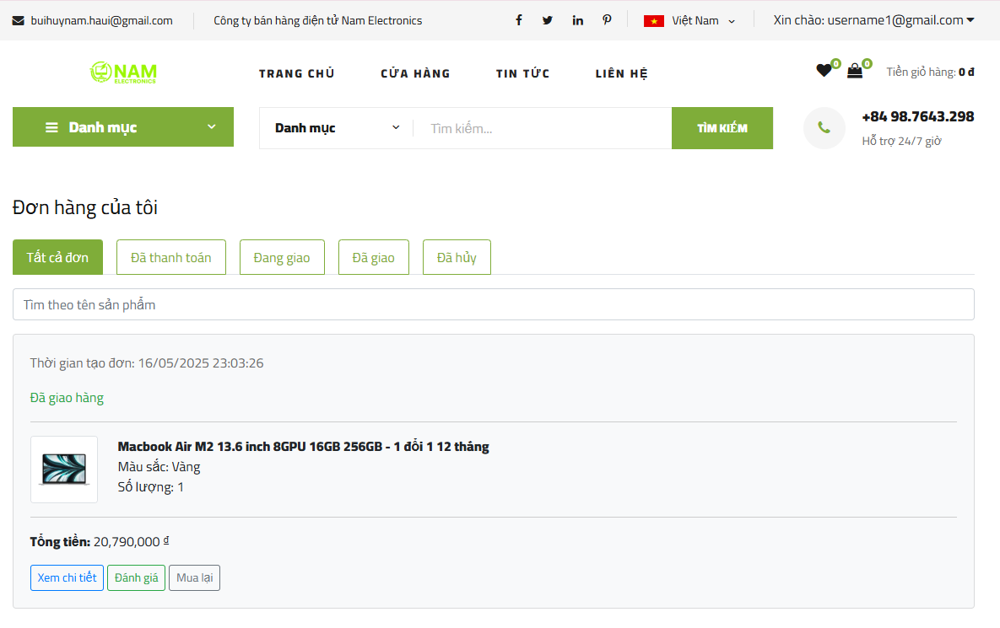 buihuynam.haui@gmail.com
Công ty bán hàng điện tử Nam Electronics
Việt Nam
Xin chào: username1@gmail.com
NAM
ELECTRONICS
TRANG CHỦ
CỬA HÀNG
TIN TỨC
LIÊN HỆ
0
0
Tiền giỏ hàng: 0 đ
Danh mục
Danh mục
Tìm kiếm...
TÌM KIẾM
+84 98.7643.298
Hỗ trợ 24/7 giờ
Đơn hàng của tôi
Tất cả đơn
Đã thanh toán
Đang giao
Đã giao
Đã hủy
Tìm theo tên sản phẩm
Thời gian tạo đơn: 16/05/2025 23:03:26
Đã giao hàng
Macbook Air M2 13.6 inch 8GPU 16GB 256GB - 1 đổi 1 12 tháng
Màu sắc: Vàng
Số lượng: 1
Tổng tiền: 20,790,000 ₫
Xem chi tiết
Đánh giá
Mua lại